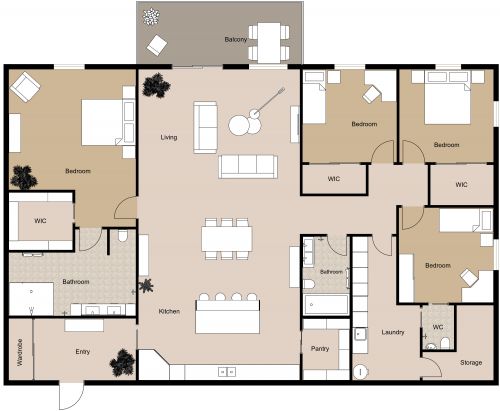 Balcony
Living
Bedroom
Bedroom
Bedroom
WIC
WIC
WIC
Bedroom
Bathroom
Bathroom
Kitchen
Laundry
WC
Wardrobe
Entry
Pantry
Storage